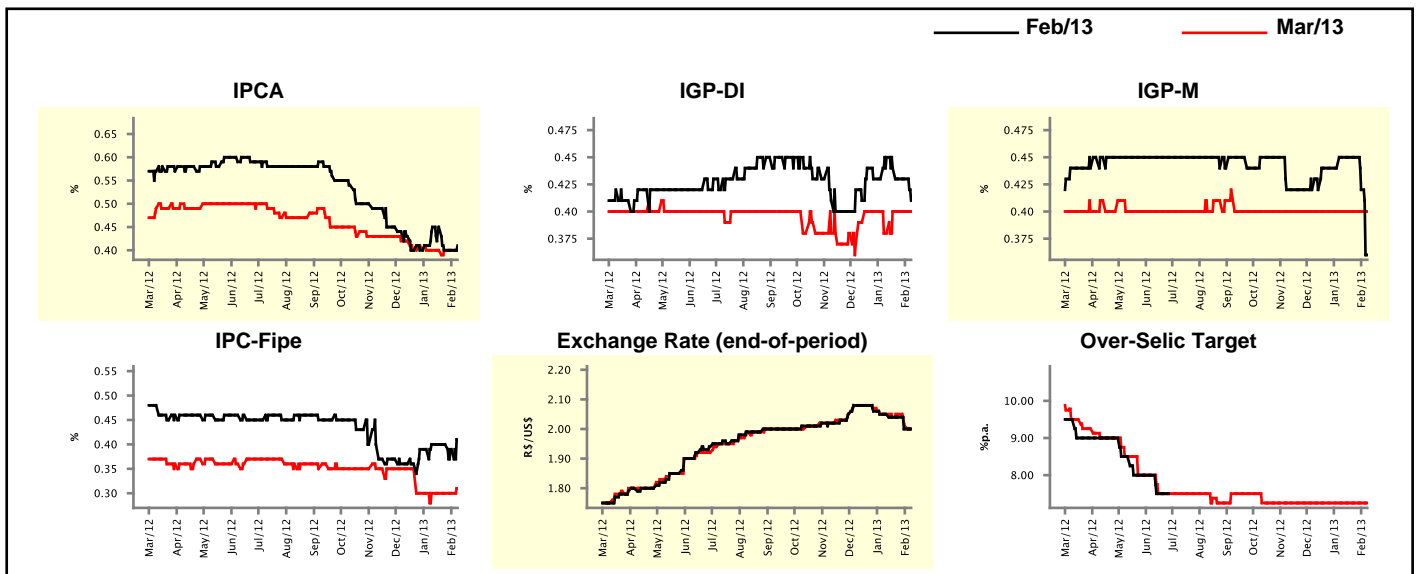 Feb/13 Mar/13
IPCA
0.65
0.60
0.55
0.50
0.45
0.40
%
Mar/12 Apr/12 May/12 Jun/12 Jul/12 Aug/12 Sep/12 Oct/12 Nov/12 Dec/12 Jan/13 Feb/13
IGP-DI
0.475
0.45
0.425
0.40
0.375
%
Mar/12 Apr/12 May/12 Jun/12 Jul/12 Aug/12 Sep/12 Oct/12 Nov/12 Dec/12 Jan/13 Feb/13
IGP-M
0.475
0.45
0.425
0.40
0.375
%
Mar/12 Apr/12 May/12 Jun/12 Jul/12 Aug/12 Sep/12 Oct/12 Nov/12 Dec/12 Jan/13 Feb/13
IPC-Fipe
0.55
0.50
0.45
0.40
0.35
0.30
%
Mar/12 Apr/12 May/12 Jun/12 Jul/12 Aug/12 Sep/12 Oct/12 Nov/12 Dec/12 Jan/13 Feb/13
Exchange Rate (end-of-period)
2.20
2.10
2.00
1.90
1.80
R$/US$
Mar/12 Apr/12 May/12 Jun/12 Jul/12 Aug/12 Sep/12 Oct/12 Nov/12 Dec/12 Jan/13 Feb/13
Over-Selic Target
10.00
9.00
8.00
%p.a.
Mar/12 Apr/12 May/12 Jun/12 Jul/12 Aug/12 Sep/12 Oct/12 Nov/12 Dec/12 Jan/13 Feb/13